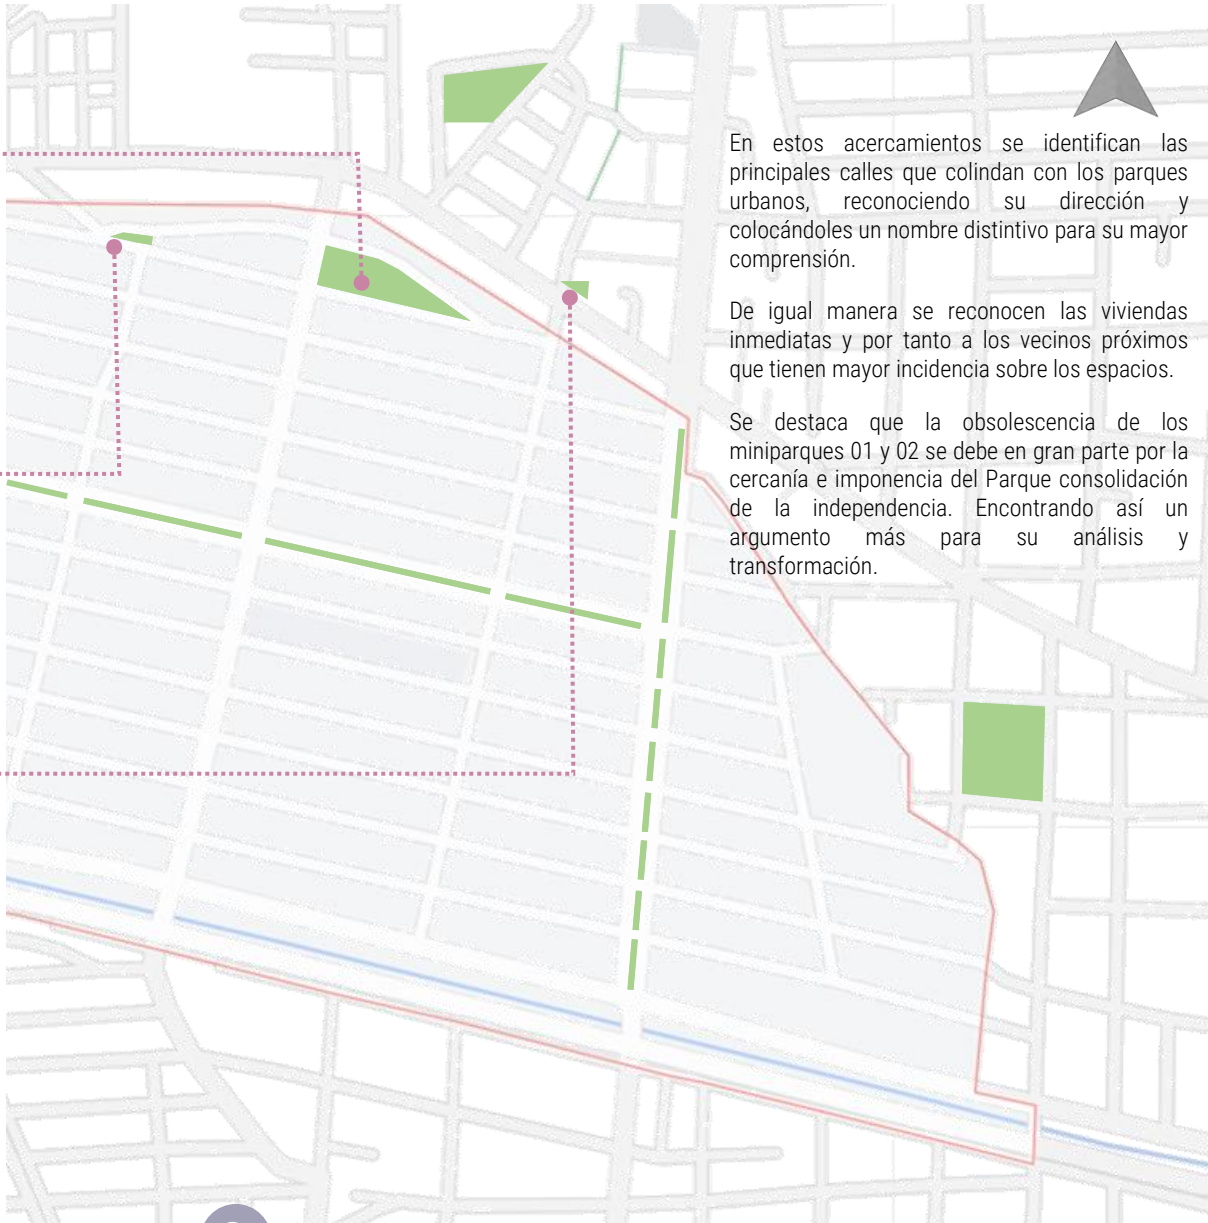 En estos acercamientos se identifican las
principales calles que colindan con los parques
urbanos, reconociendo su dirección y
colocándoles un nombre distintivo para su mayor
comprensión.
De igual manera se reconocen las viviendas
inmediatas y por tanto a los vecinos próximos
que tienen mayor incidencia sobre los espacios.
Se destaca que la obsolescencia de los
miniparques 01 y 02 se debe en gran parte por la
cercanía e imponencia del Parque consolidación
de la independencia. Encontrando así un
argumento más para su análisis y
transformación.